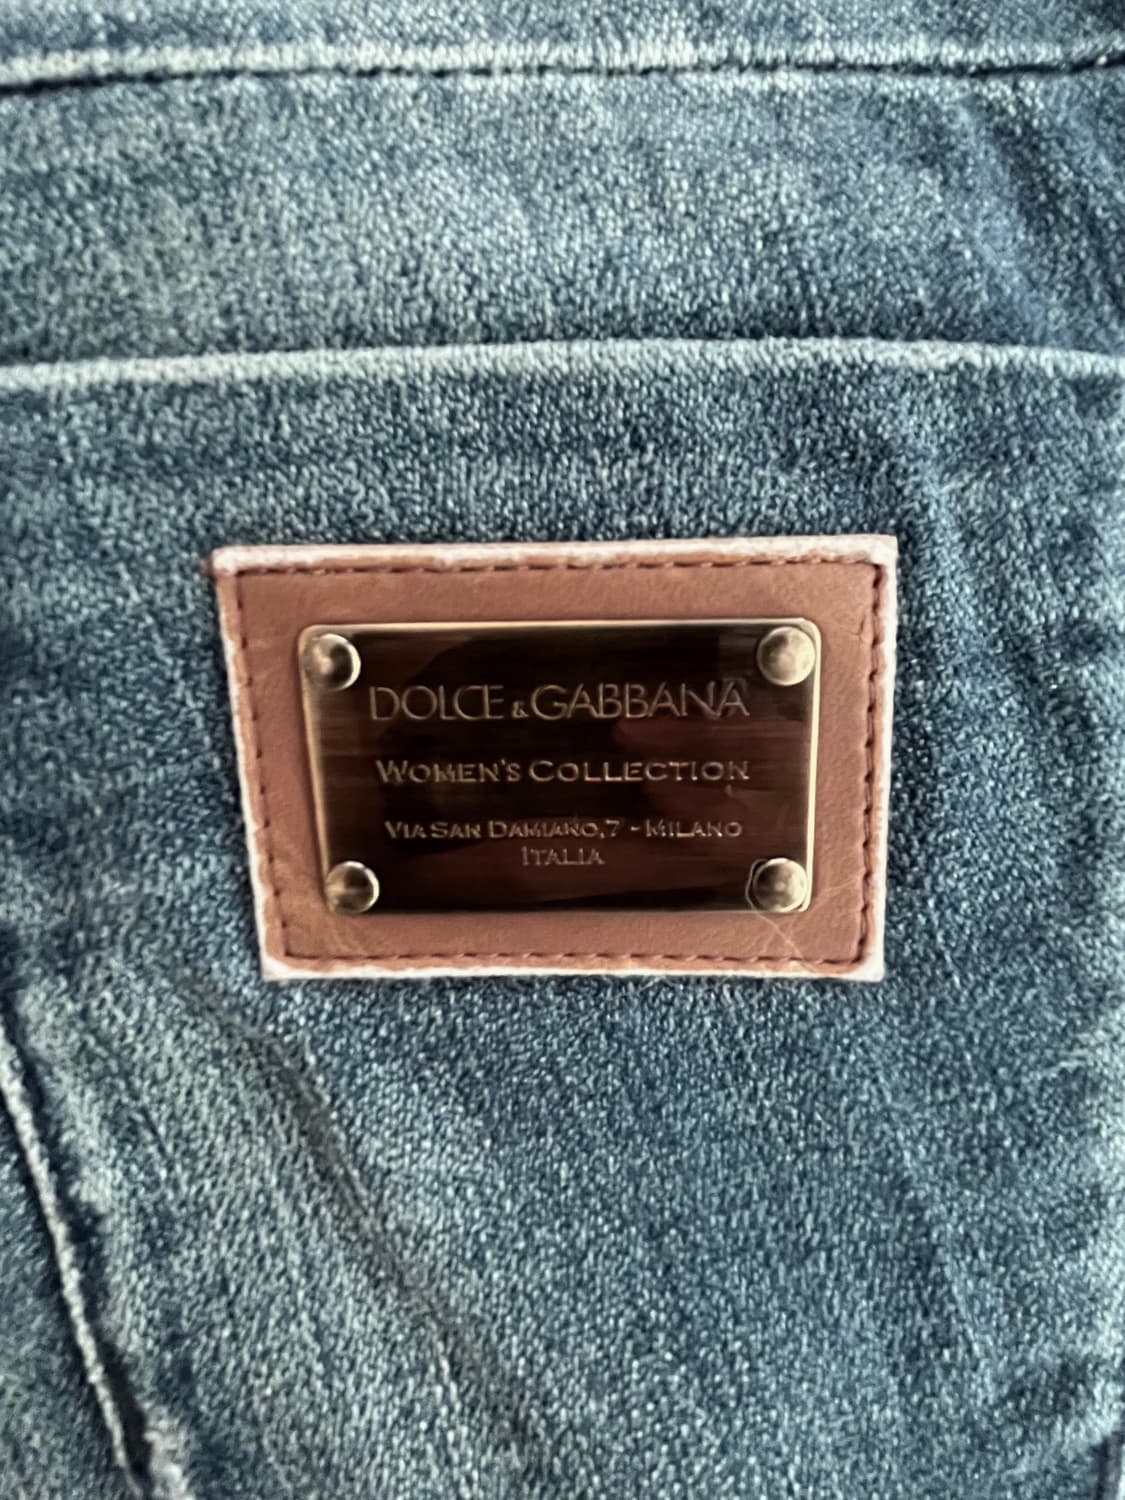 DOLCE & GABBANA
WOMEN'S COLLECTION
VIA SAN DAMIANO, 7 - MILANO
ITALIA